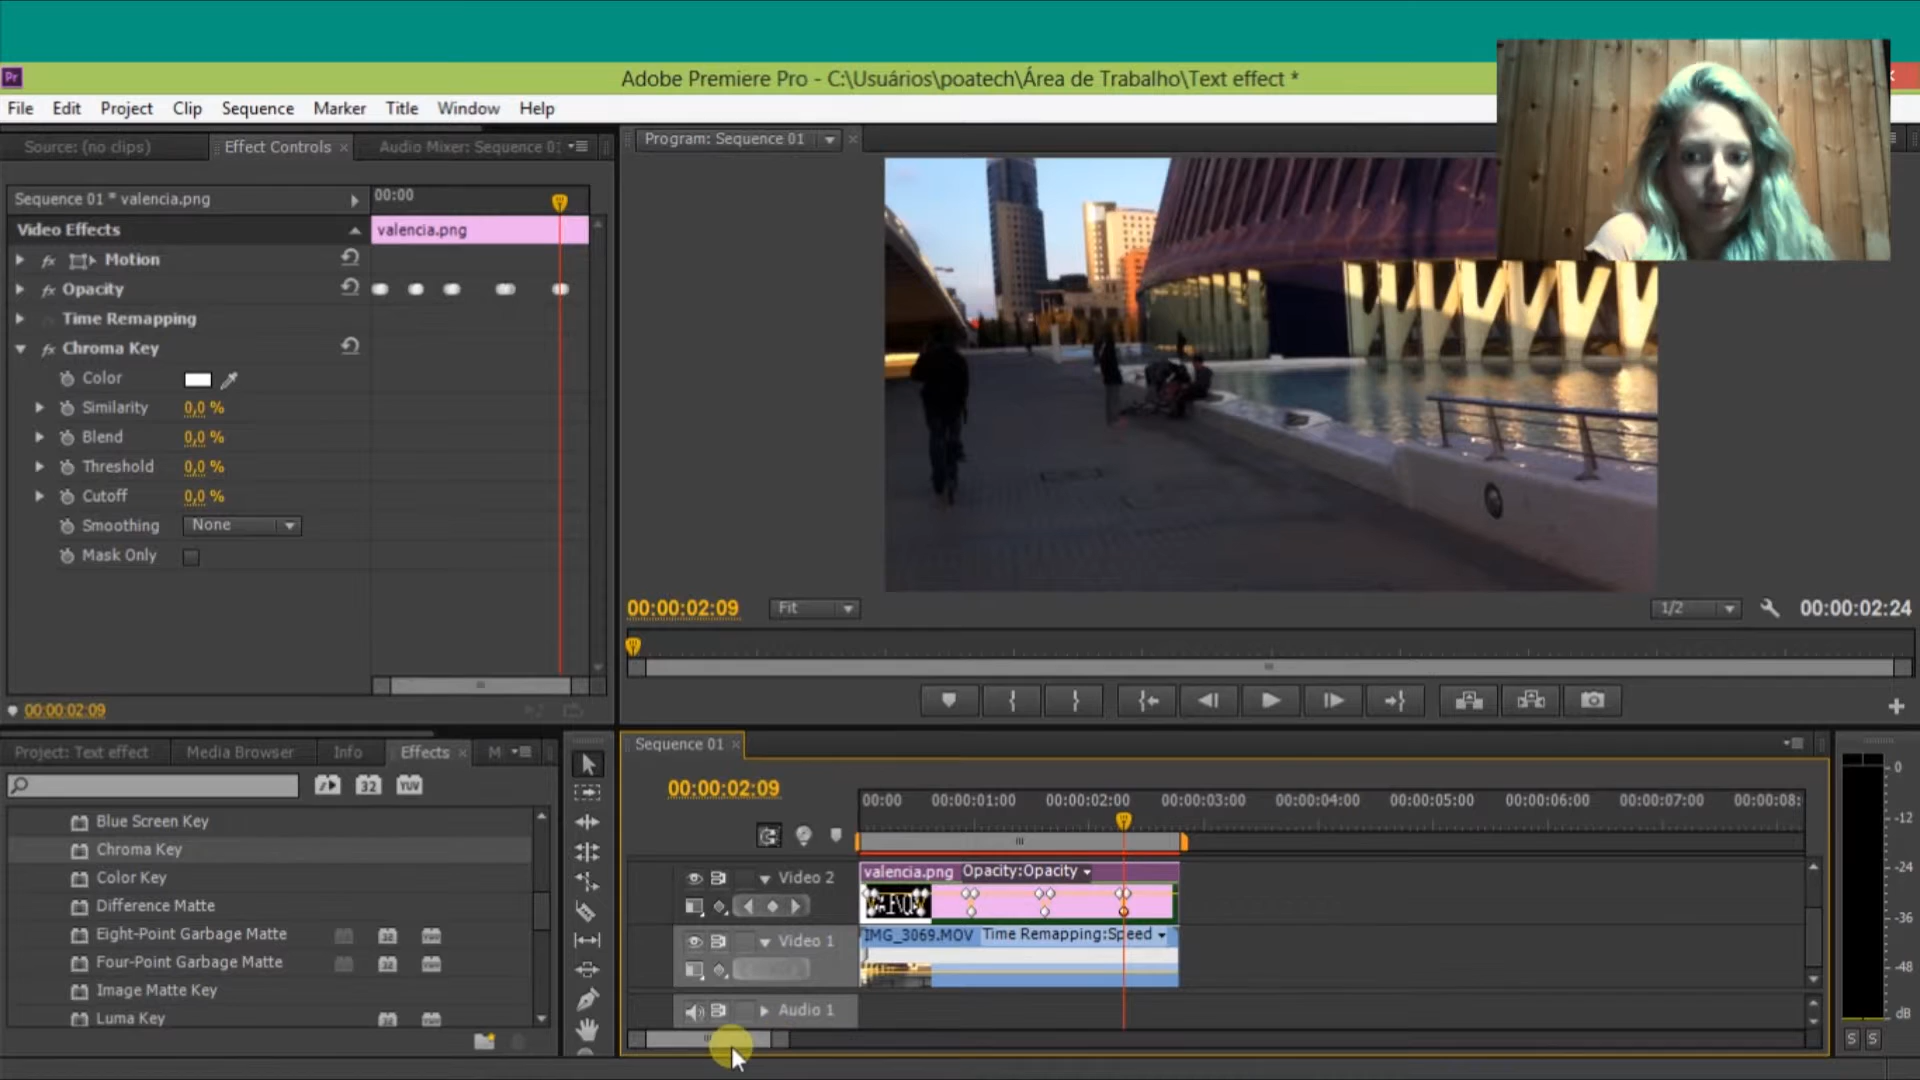 Pr
Adobe Premiere Pro - C:\Usuários\poatech\Área de Trabalho\Text effect *
File Edit Project Clip Sequence Marker Title Window Help
Source: (no clips) Effect Controls Audio Mixer: Sequence 01
Program: Sequence 01
Sequence 01 * valencia.png
00:00
Video Effects
valencia.png
fx Motion
fx Opacity
Time Remapping
fx Chroma Key
Color
Similarity 0,0 %
Blend 0,0 %
Threshold 0,0 %
Cutoff 0,0 %
Smoothing None
Mask Only
00:00:02:09
00:00:02:09 Fit 1/2 00:00:02:24
Project: Text effect Media Browser Info Effects M
32 YUV
Blue Screen Key
Chroma Key
Color Key
Difference Matte
Eight-Point Garbage Matte
Four-Point Garbage Matte
Image Matte Key
Luma Key
Sequence 01
00:00:02:09
00:00 00:00:01:00 00:00:02:00 00:00:03:00 00:00:04:00 00:00:05:00 00:00:06:00 00:00:07:00 00:00:08:
Video 2
valencia.png Opacity:Opacity
Video 1
IMG_3069.MOV Time Remapping:Speed
Audio 1
0
-12
-24
-36
-48
dB
S S